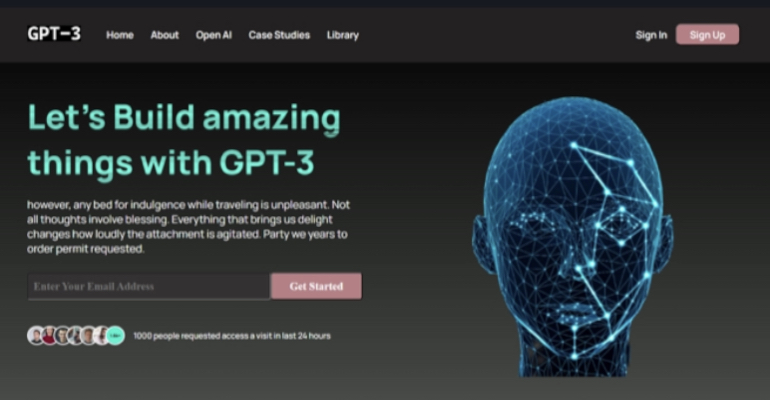 GPT-3
Home About Open AI Case Studies Library
Sign In Sign Up
Let's Build amazing
things with GPT-3
however, any bed for indulgence while traveling is unpleasant. Not
all thoughts involve blessing. Everything that brings us delight
changes how loudly the attachment is agitated. Party we years to
order permit requested.
Enter Your Email Address
Get Started
1000 people requested access a visit in last 24 hours